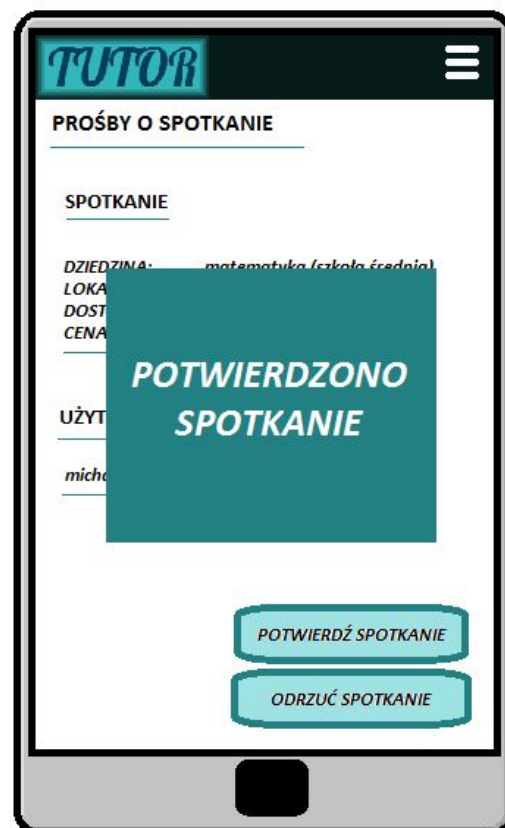 TUTOR
PROŚBY O SPOTKANIE
SPOTKANIE
DZIEDZINA: matematyka (szkoła średnia)
POTWIERDZONO
SPOTKANIE
POTWIERDŹ SPOTKANIE
ODRZUĆ SPOTKANIE